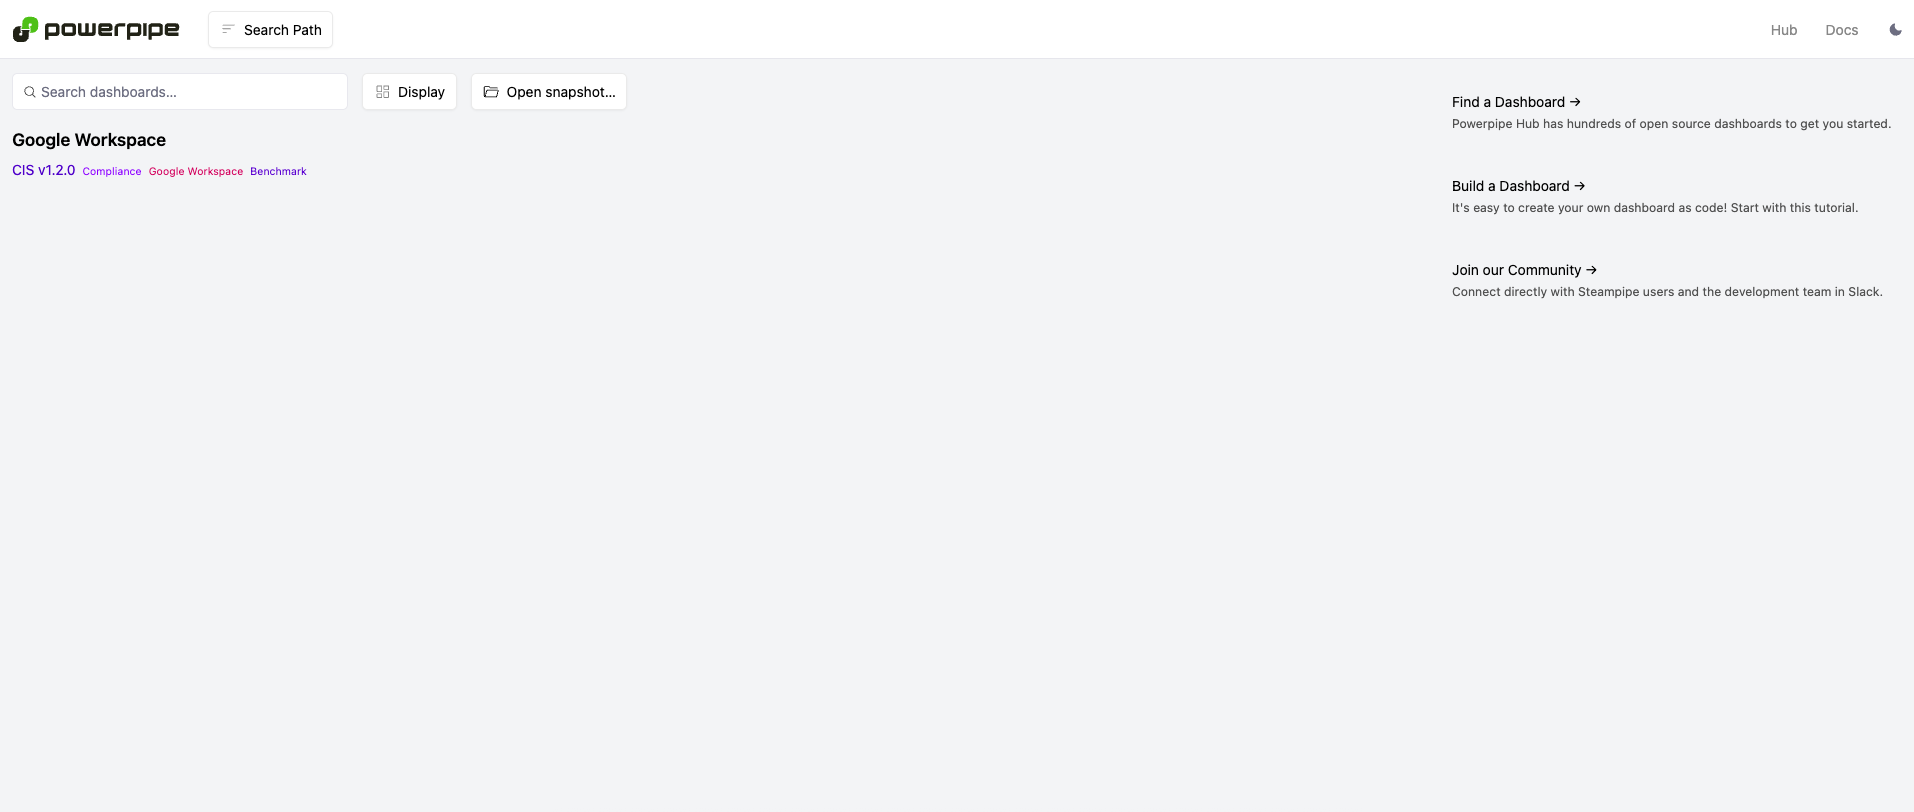 powerpipe Search Path Hub Docs
Search dashboards... Display Open snapshot...
Google Workspace
CIS v1.2.0 Compliance Google Workspace Benchmark
Find a Dashboard →
Powerpipe Hub has hundreds of open source dashboards to get you started.
Build a Dashboard →
It's easy to create your own dashboard as code! Start with this tutorial.
Join our Community →
Connect directly with Steampipe users and the development team in Slack.